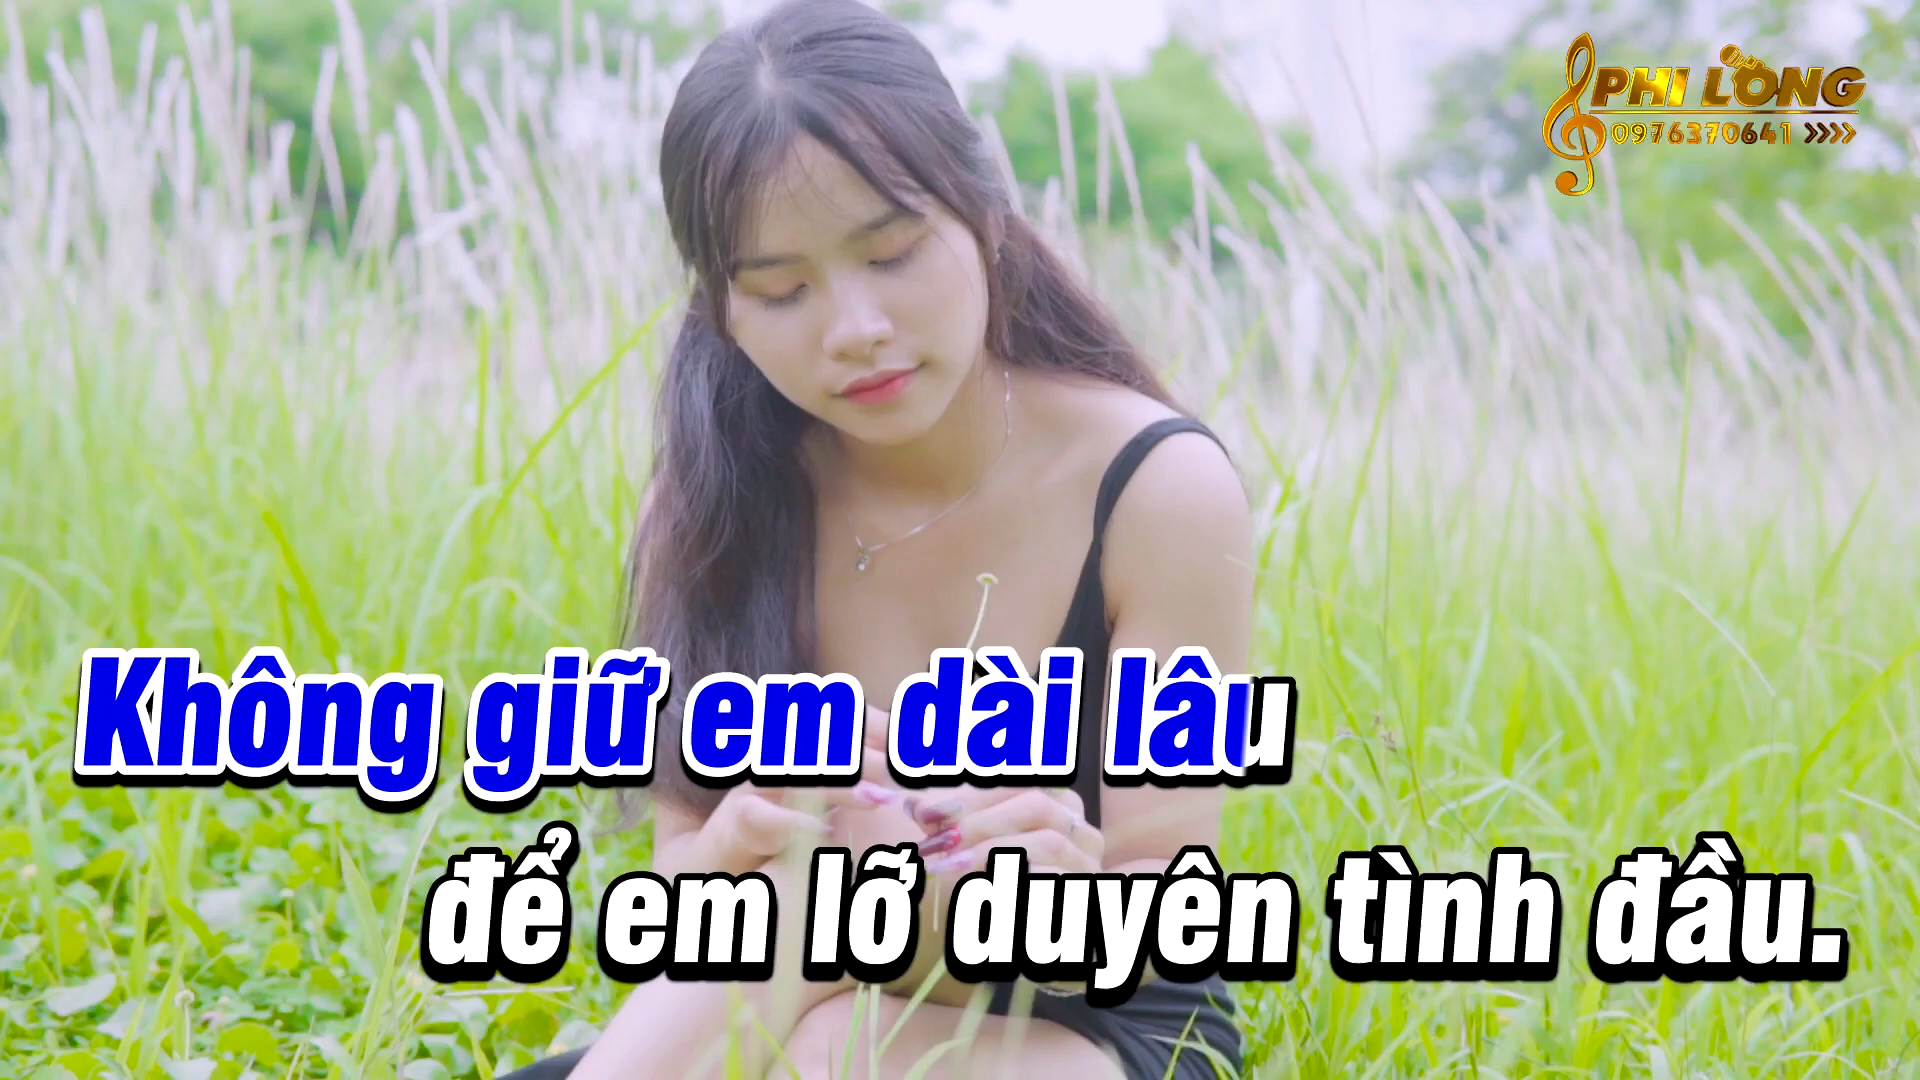 PHI LONG
0976370641 >>>>
Không giữ em dài lâu
để em lỡ duyên tình đầu.